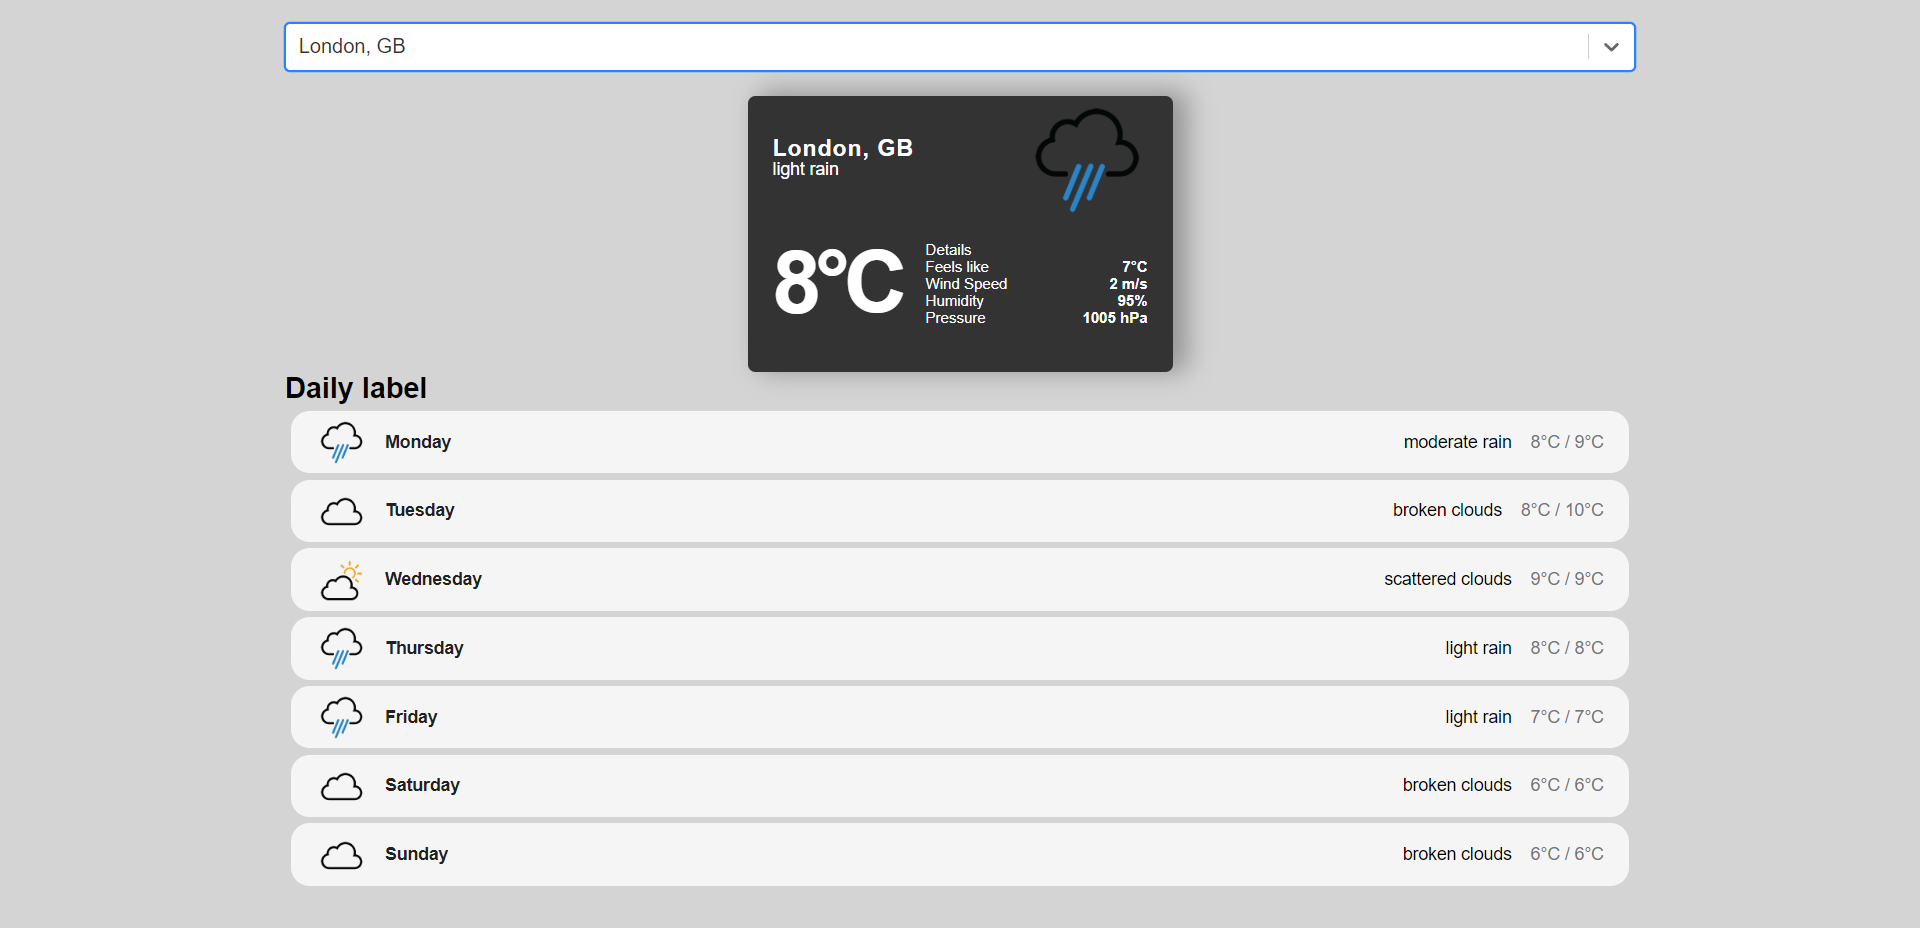 London, GB
London, GB
light rain
8°C
Details
Feels like 7°C
Wind Speed 2 m/s
Humidity 95%
Pressure 1005 hPa
Daily label
Monday moderate rain 8°C / 9°C
Tuesday broken clouds 8°C / 10°C
Wednesday scattered clouds 9°C / 9°C
Thursday light rain 8°C / 8°C
Friday light rain 7°C / 7°C
Saturday broken clouds 6°C / 6°C
Sunday broken clouds 6°C / 6°C